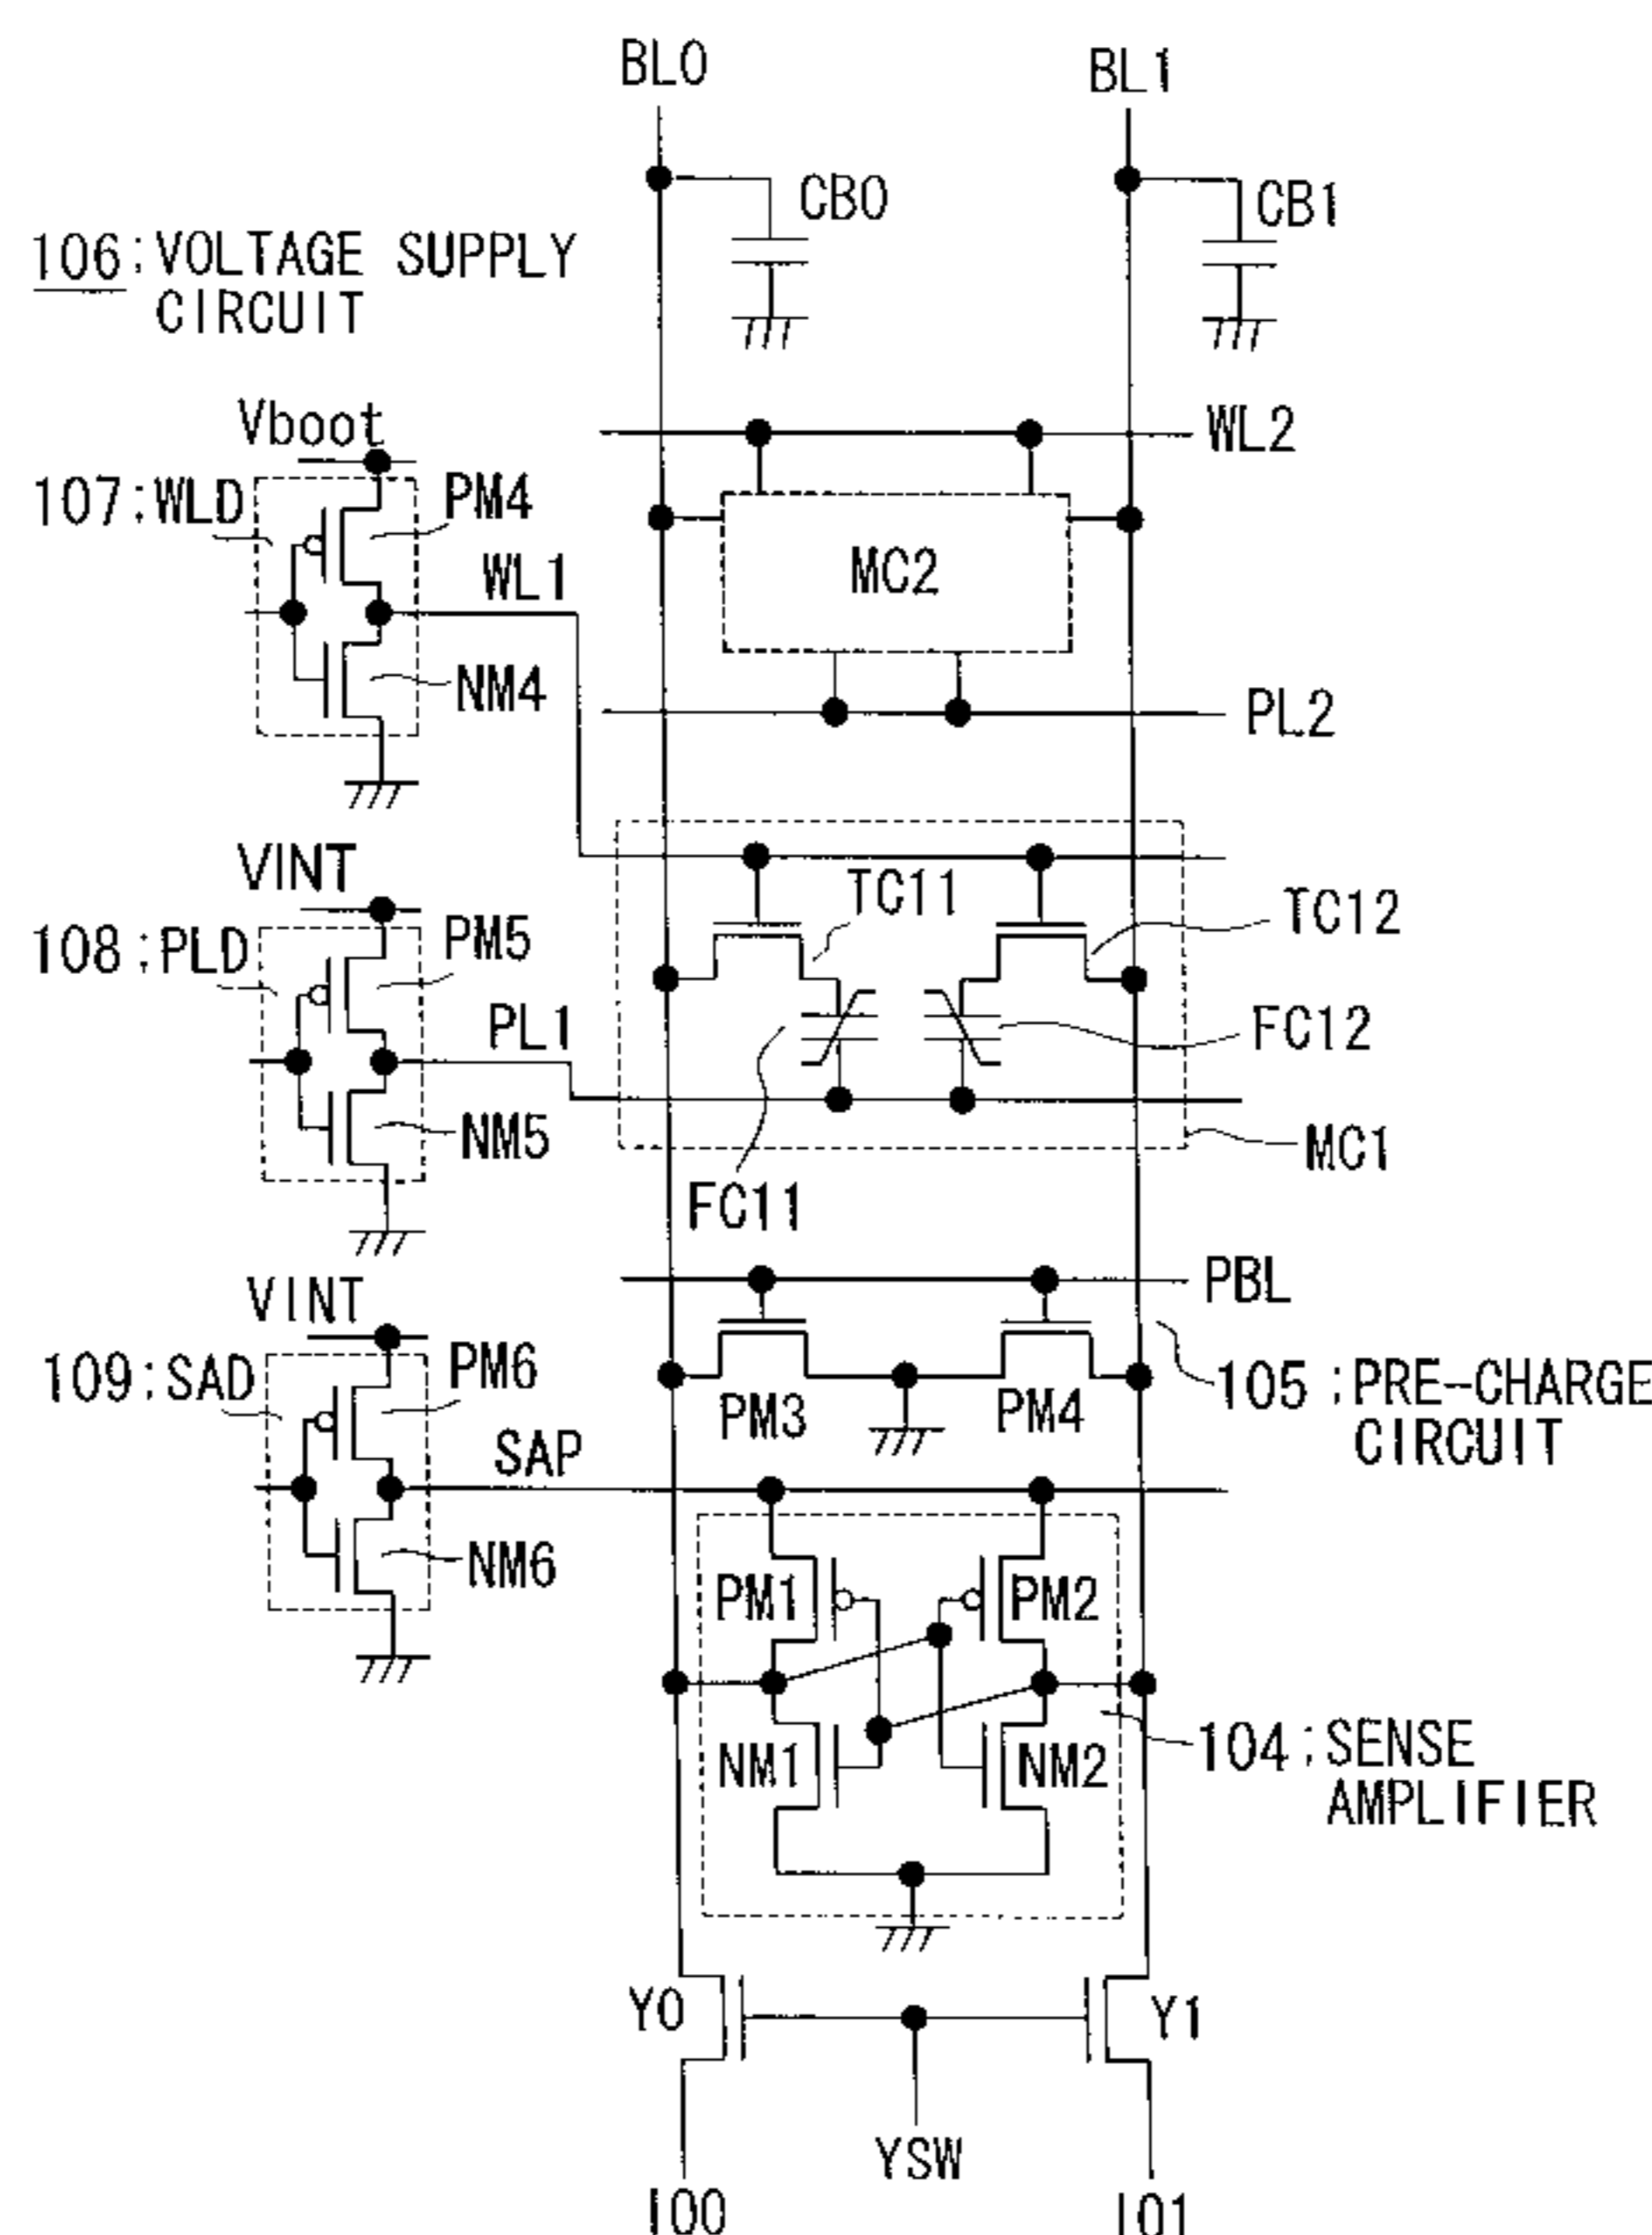 BL0
BL1
CB0
CB1
106:VOLTAGE SUPPLY
CIRCUIT
Vboot
WL2
107:WLD
PM4
WL1
MC2
NM4
PL2
VINT
TC11
TC12
108:PLD
PM5
PL1
FC12
NM5
MC1
FC11
VINT
PBL
109:SAD
PM6
105:PRE-CHARGE
CIRCUIT
PM3
PM4
SAP
NM6
PM1
PM2
NM1
NM2
104:SENSE
AMPLIFIER
Y0
Y1
YSW
IO0
IO1